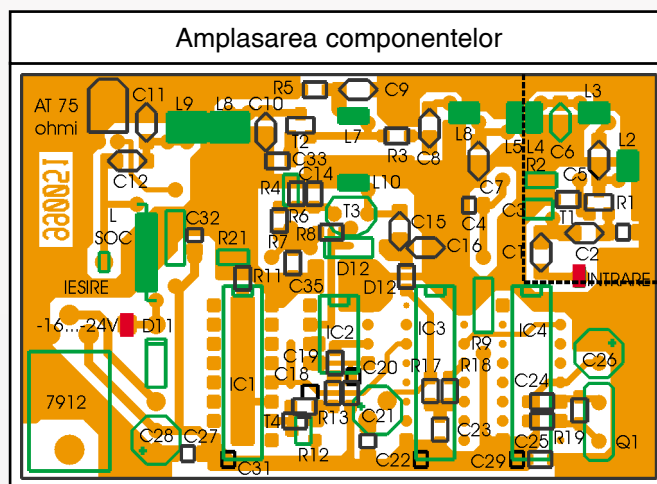 Amplasarea componentelor
AT 75
ohmi
C11
L9
L8
C10
R5
C9
L7
T2
C33
R3
C8
L8
L5
L4
L3
C6
L2
C12
R4
C14
L10
C7
R2
C5
R1
L
SOC
C32
R21
R6
R7
R8
T3
C15
C16
C4
C3
T1
C2
C1
IESIRE
R11
C35
D12
D12
INTRARE
-16...-24V
D11
IC1
IC2
IC3
R9
IC4
C26
7912
C19
C18
C20
R17
R18
R13
C21
C24
T4
R12
C23
C25
R19
Q1
C28
C27
C31
C22
C29